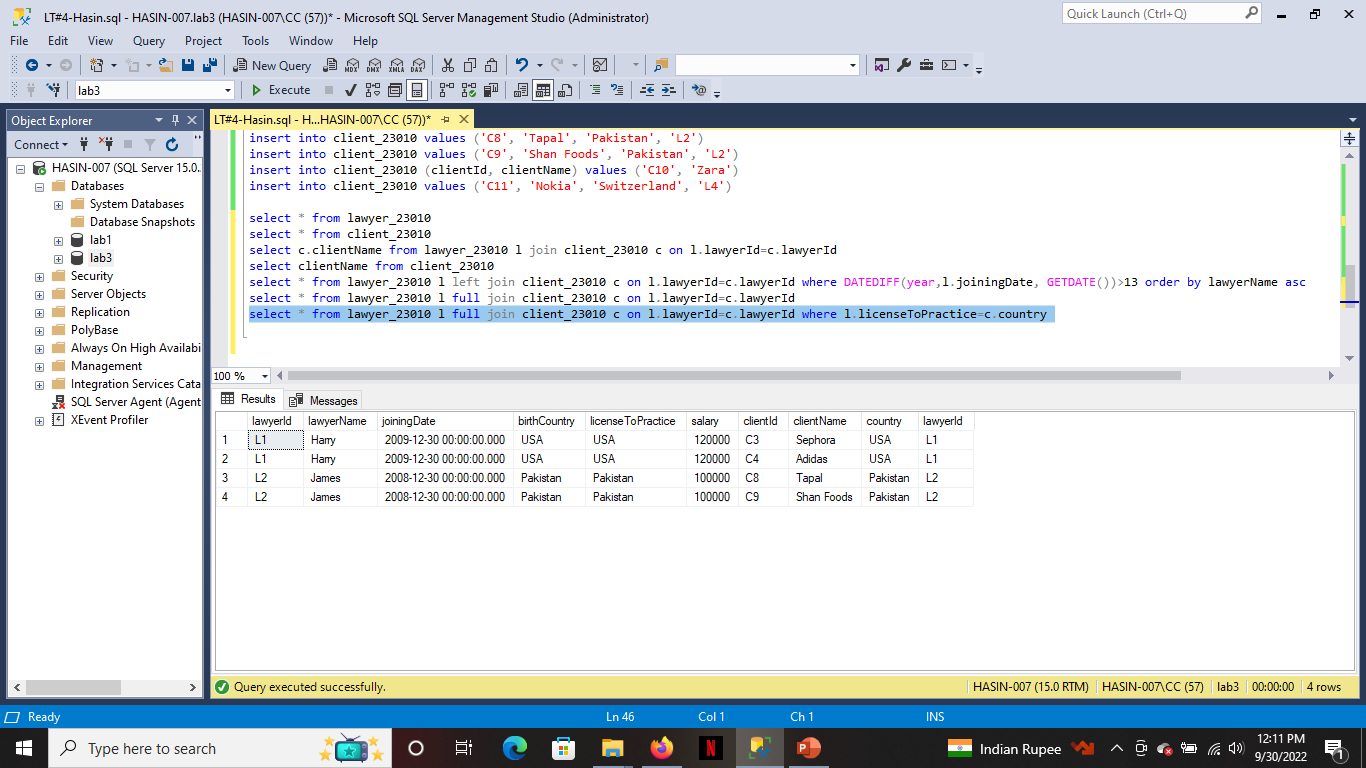 LT#4-Hasin.sql - HASIN-007.lab3 (HASIN-007\CC (57))* - Microsoft SQL Server Management Studio (Administrator)
Quick Launch (Ctrl+Q)
File Edit View Query Project Tools Window Help
New Query MDX DMX XMLA DAX
lab3 Execute
Object Explorer
LT#4-Hasin.sql - H...HASIN-007\CC (57))*
Connect
HASIN-007 (SQL Server 15.0.
Databases
System Databases
Database Snapshots
lab1
lab3
Security
Server Objects
Replication
PolyBase
Always On High Availabi
Management
Integration Services Cata
SQL Server Agent (Agent
XEvent Profiler
insert into client_23010 values ('C8', 'Tapal', 'Pakistan', 'L2')
insert into client_23010 values ('C9', 'Shan Foods', 'Pakistan', 'L2')
insert into client_23010 (clientId, clientName) values ('C10', 'Zara')
insert into client_23010 values ('C11', 'Nokia', 'Switzerland', 'L4')
select * from lawyer_23010
select * from client_23010
select c.clientName from lawyer_23010 l join client_23010 c on l.lawyerId=c.lawyerId
select clientName from client_23010
select * from lawyer_23010 l left join client_23010 c on l.lawyerId=c.lawyerId where DATEDIFF(year,l.joiningDate, GETDATE())>13 order by lawyerName asc
select * from lawyer_23010 l full join client_23010 c on l.lawyerId=c.lawyerId
select * from lawyer_23010 l full join client_23010 c on l.lawyerId=c.lawyerId where l.licenseToPractice=c.country
100 %
Results Messages
lawyerId lawyerName joiningDate birthCountry licenseToPractice salary clientId clientName country lawyerId
1 L1 Harry 2009-12-30 00:00:00.000 USA USA 120000 C3 Sephora USA L1
2 L1 Harry 2009-12-30 00:00:00.000 USA USA 120000 C4 Adidas USA L1
3 L2 James 2008-12-30 00:00:00.000 Pakistan Pakistan 100000 C8 Tapal Pakistan L2
4 L2 James 2008-12-30 00:00:00.000 Pakistan Pakistan 100000 C9 Shan Foods Pakistan L2
Query executed successfully. HASIN-007 (15.0 RTM) HASIN-007\CC (57) lab3 00:00:00 4 rows
Ready Ln 46 Col 1 Ch 1 INS
Type here to search
N
P
Indian Rupee
12:11 PM
9/30/2022
1